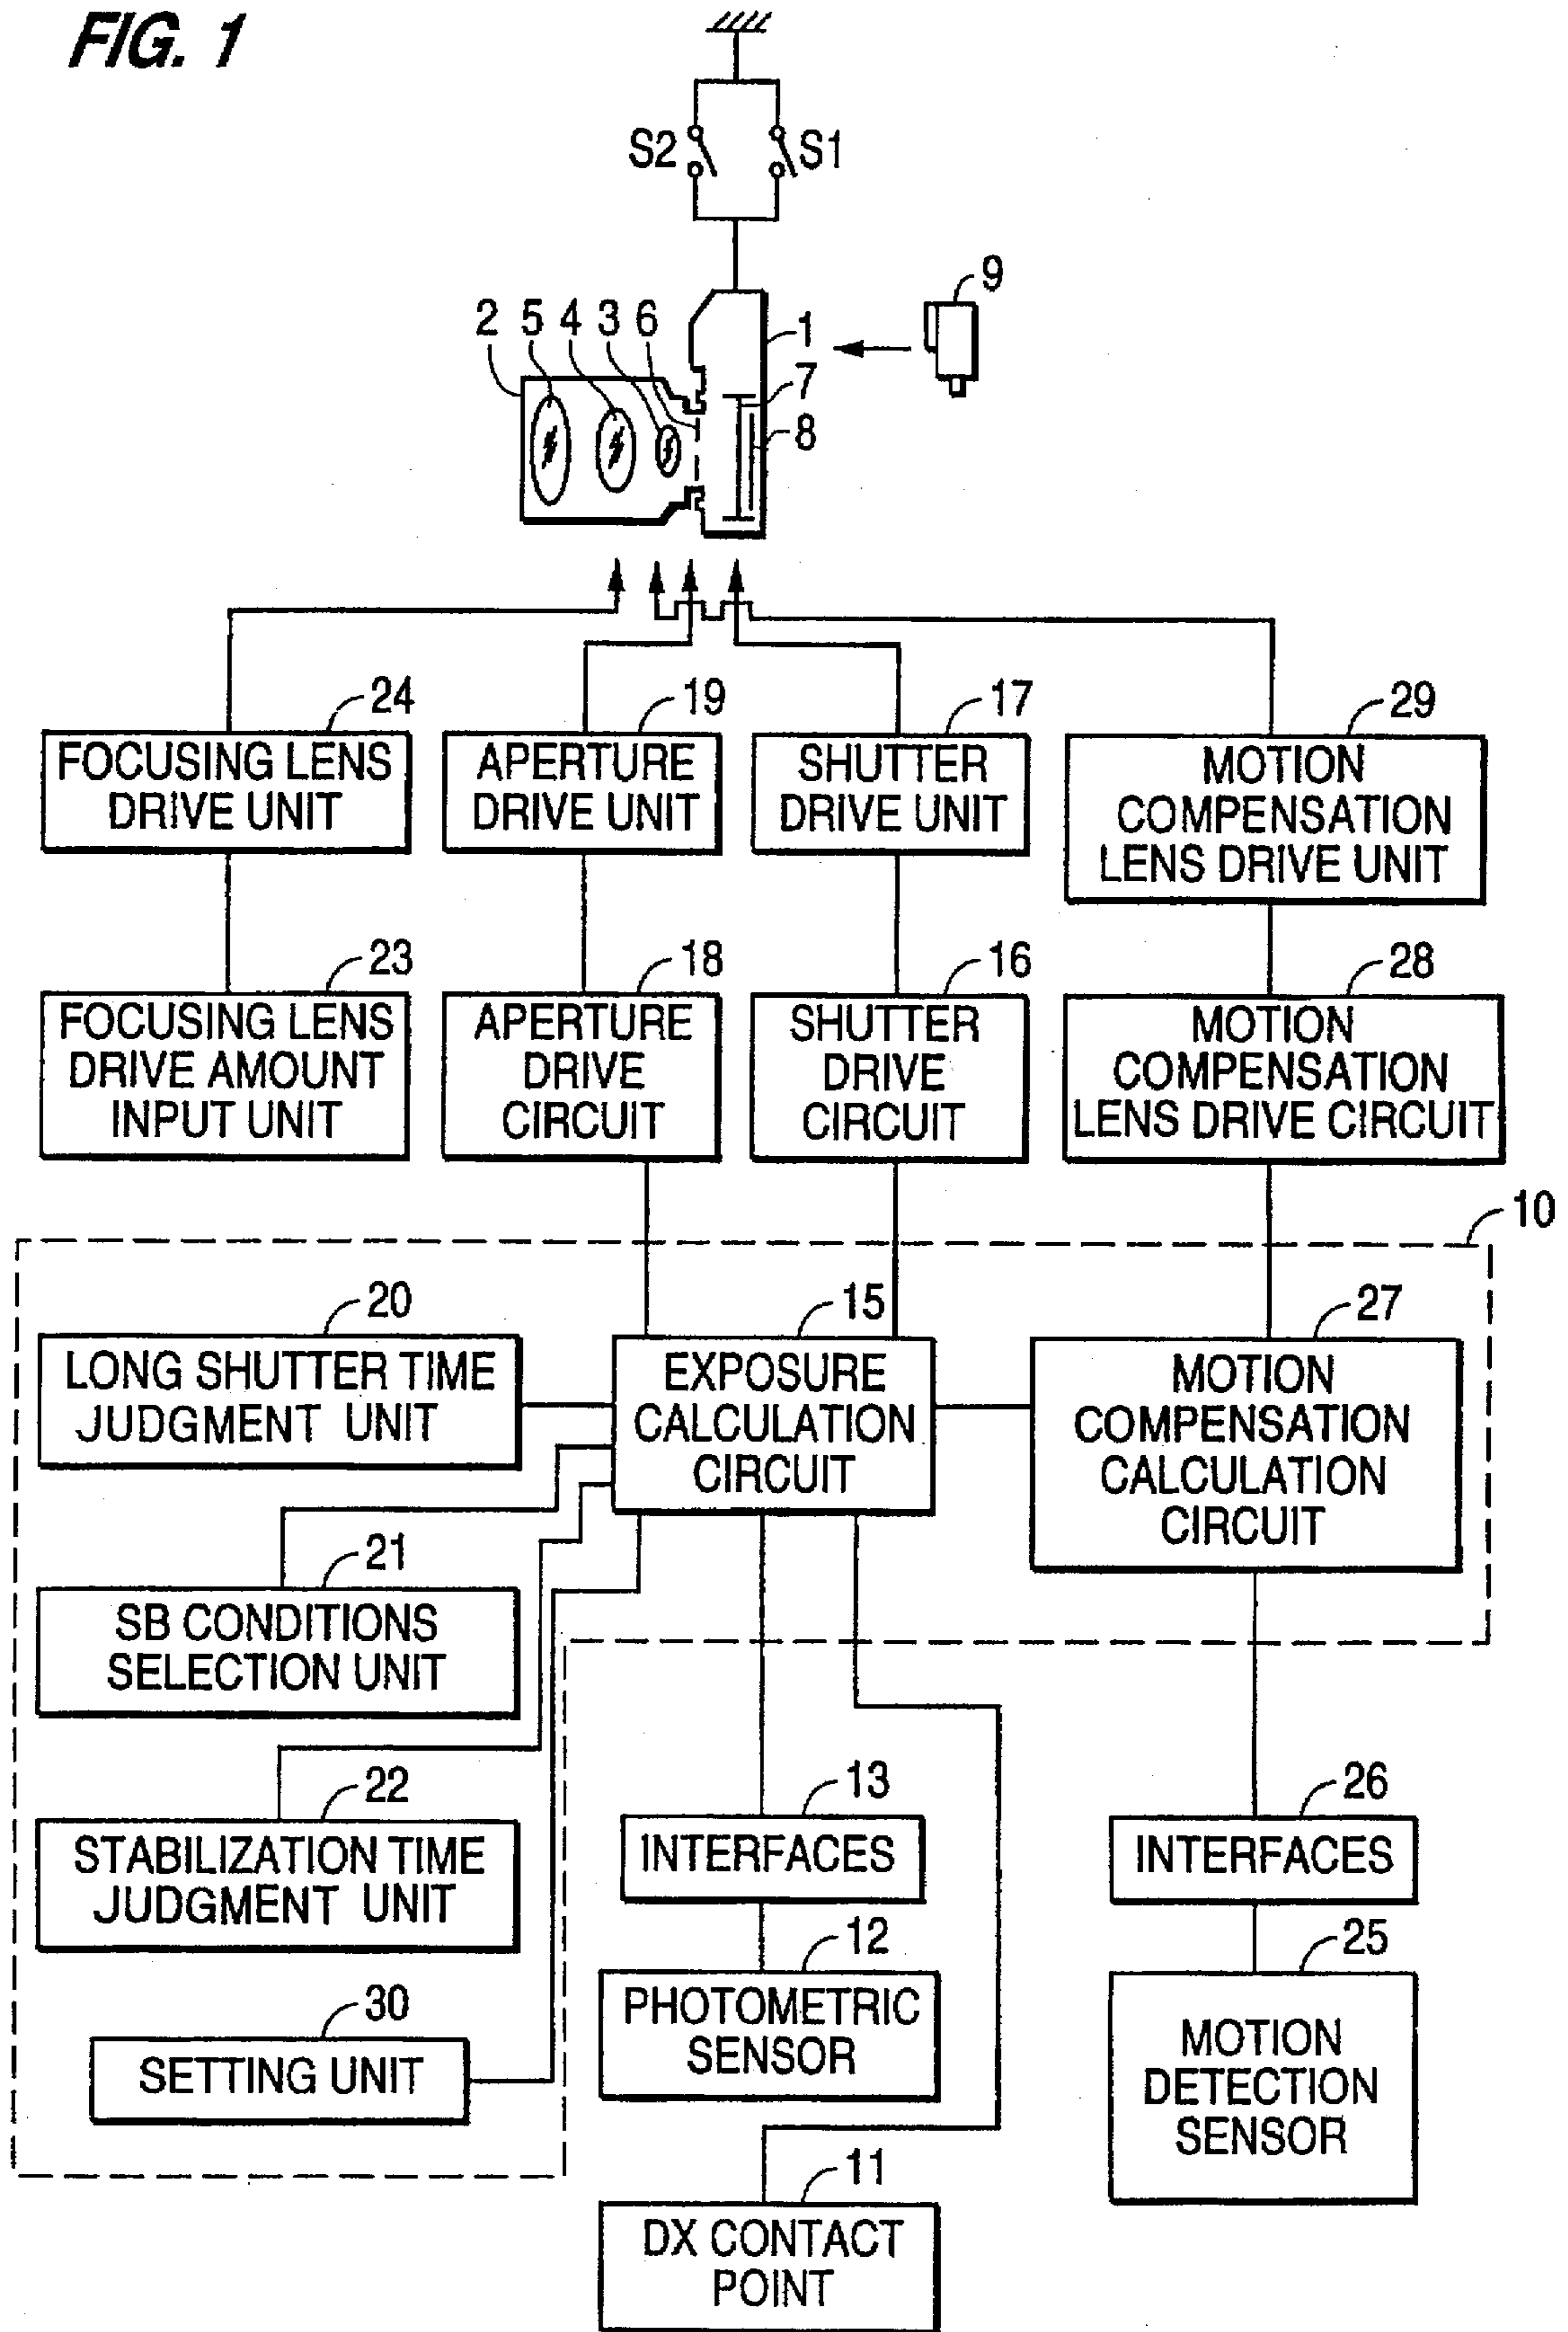 FIG. 1
S2
S1
9
2 5 4 3 6
1
7
8
24
19
17
29
FOCUSING LENS
DRIVE UNIT
APERTURE
DRIVE UNIT
SHUTTER
DRIVE UNIT
MOTION
COMPENSATION
LENS DRIVE UNIT
23
18
16
28
FOCUSING LENS
DRIVE AMOUNT
INPUT UNIT
APERTURE
DRIVE
CIRCUIT
SHUTTER
DRIVE
CIRCUIT
MOTION
COMPENSATION
LENS DRIVE CIRCUIT
10
20
15
27
LONG SHUTTER TIME
JUDGMENT UNIT
EXPOSURE
CALCULATION
CIRCUIT
MOTION
COMPENSATION
CALCULATION
CIRCUIT
21
SB CONDITIONS
SELECTION UNIT
22
STABILIZATION TIME
JUDGMENT UNIT
13
INTERFACES
26
INTERFACES
12
PHOTOMETRIC
SENSOR
25
MOTION
DETECTION
SENSOR
30
SETTING UNIT
11
DX CONTACT
POINT